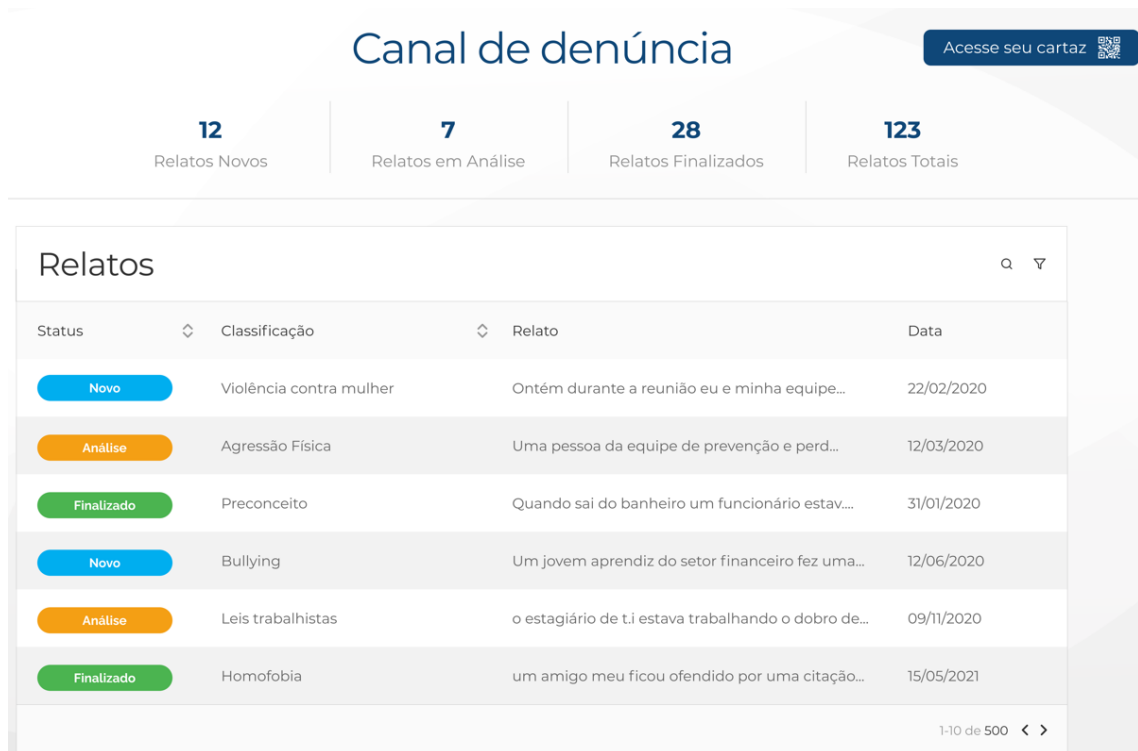 Canal de denúncia
Acesse seu cartaz
12
Relatos Novos
7
Relatos em Análise
28
Relatos Finalizados
123
Relatos Totais
Relatos
Status Classificação Relato Data
Novo Violência contra mulher Ontém durante a reunião eu e minha equipe... 22/02/2020
Análise Agressão Física Uma pessoa da equipe de prevenção e perd... 12/03/2020
Finalizado Preconceito Quando sai do banheiro um funcionário estav.... 31/01/2020
Novo Bullying Um jovem aprendiz do setor financeiro fez uma... 12/06/2020
Análise Leis trabalhistas o estagiário de t.i estava trabalhando o dobro de... 09/11/2020
Finalizado Homofobia um amigo meu ficou ofendido por uma citação... 15/05/2021
1-10 de 500